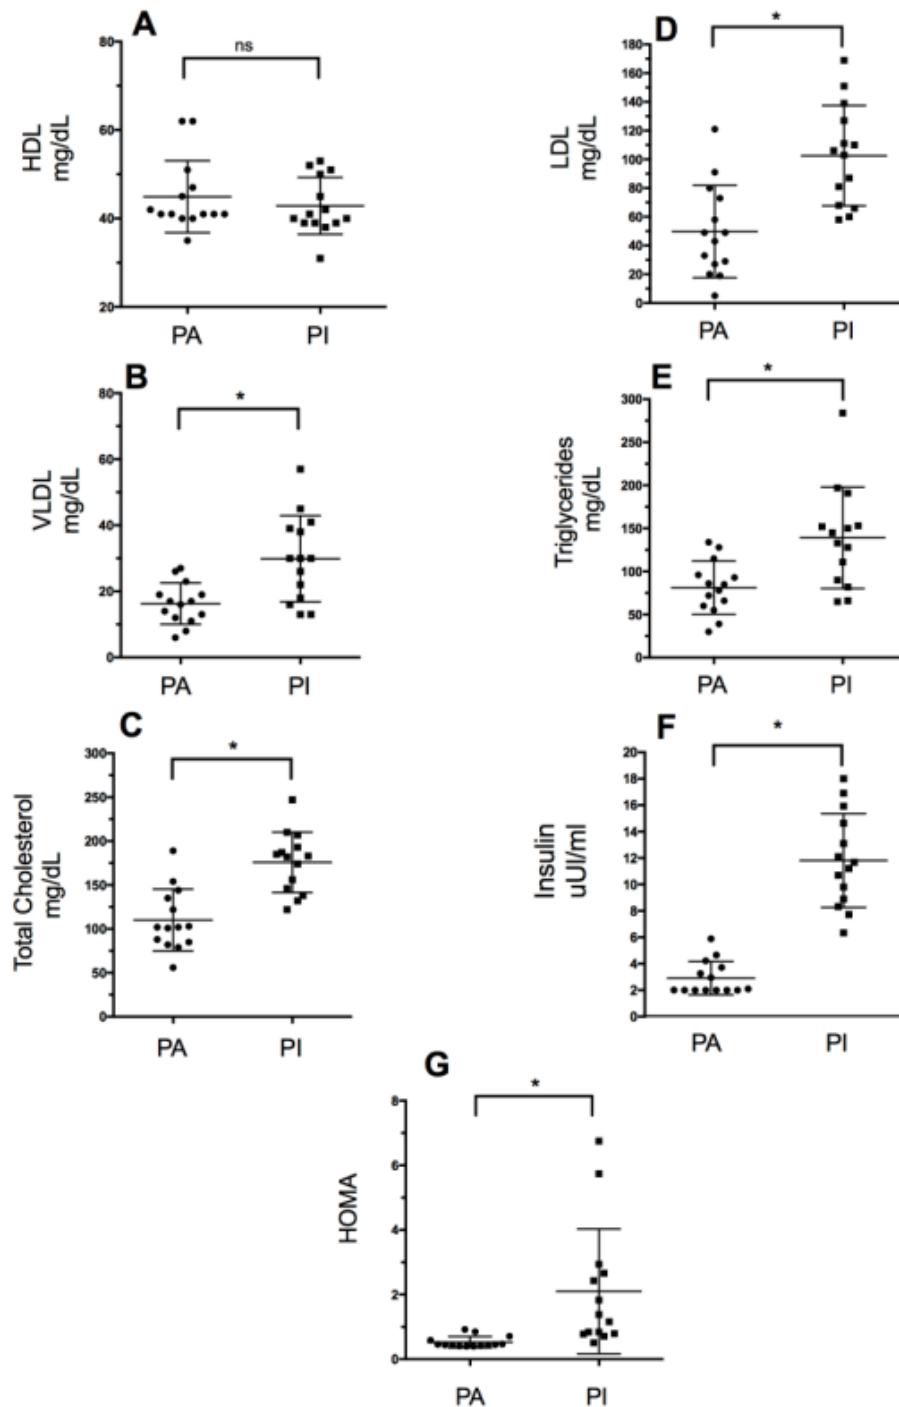 A
ns
HDL
mg/dL
80
60
40
20
PA PI
D
*
LDL
mg/dL
180
160
140
120
100
80
60
40
20
0
PA PI
B
*
VLDL
mg/dL
80
60
40
20
0
PA PI
E
*
Triglycerides
mg/dL
300
250
200
150
100
50
0
PA PI
C
*
Total Cholesterol
mg/dL
300
250
200
150
100
50
0
PA PI
F
*
Insulin
uUI/ml
20
18
16
14
12
10
8
6
4
2
0
PA PI
G
*
HOMA
8
6
4
2
0
PA PI